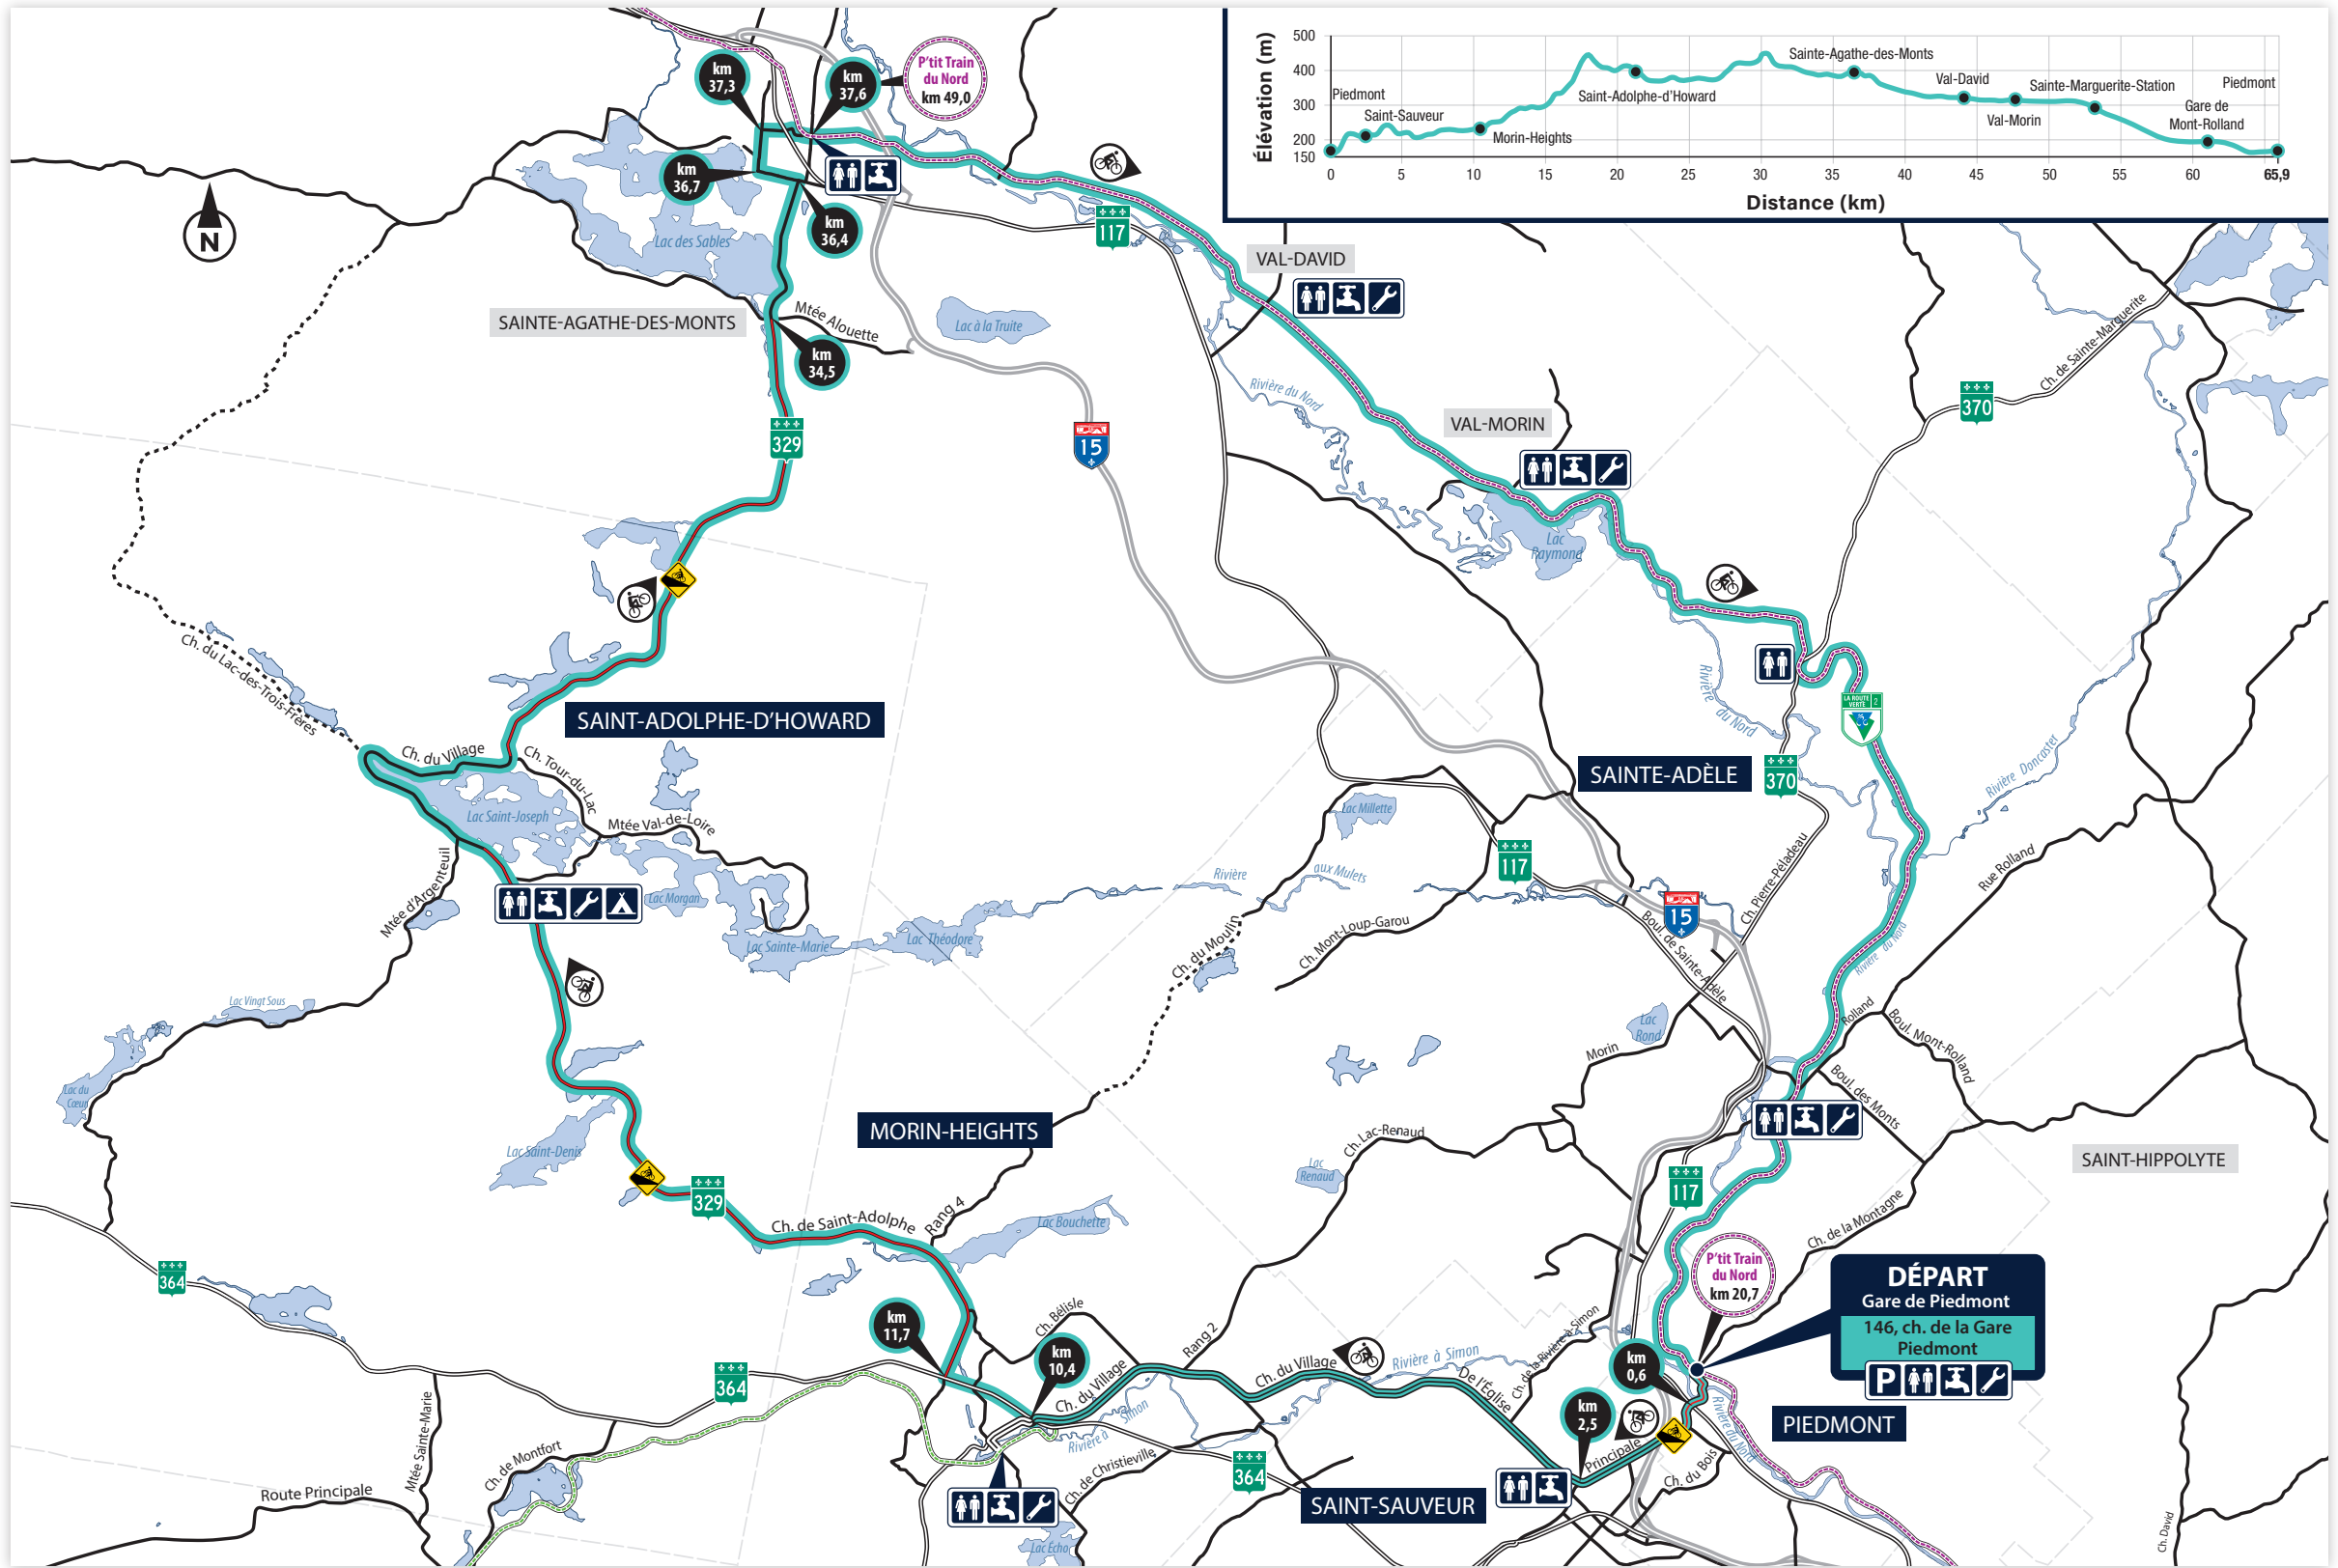 km
37,3
km
37,6
P'tit Train
du Nord
km 49,0
km
36,7
km
36,4
N
Lac des Sables
117
SAINTE-AGATHE-DES-MONTS
Mtée Alouette
km
34,5
Lac à la Truite
329
15
Élévation (m)
500
400
300
200
150
Piedmont
Saint-Sauveur
Morin-Heights
Saint-Adolphe-d'Howard
Sainte-Agathe-des-Monts
Val-David
Val-Morin
Sainte-Marguerite-Station
Gare de
Mont-Rolland
Piedmont
0
5
10
15
20
25
30
35
40
45
50
55
60
65,9
Distance (km)
VAL-DAVID
Rivière du Nord
VAL-MORIN
Lac
Raymond
370
Ch. de Sainte-Marguerite
Ch. du Lac-des-Trois-Frères
SAINT-ADOLPHE-D'HOWARD
Ch. du Village
Ch. Tour-du-Lac
Lac Saint-Joseph
Mtée Val-de-Loire
Mtée d'Argenteuil
Lac Morgan
Lac Sainte-Marie
Lac Théodore
Rivière
aux Mulets
Lac Millette
Rivière
du Nord
LA ROUTE
VERTE
2
SAINTE-ADÈLE
370
Rivière Doncaster
117
15
Ch. Pierre-Péladeau
Boul. de Sainte-Adèle
Rue Rolland
Ch. Mont-Loup-Garou
Ch. du Moulin
Rivière
du Nord
Lac Vingt Sous
Lac du
Cœur
Lac
Rond
Morin
Rolland
Boul. Mont-Rolland
Boul. des Monts
Lac Saint-Denis
MORIN-HEIGHTS
Ch. Lac-Renaud
Lac
Renaud
SAINT-HIPPOLYTE
329
Ch. de Saint-Adolphe
Rang 4
Lac Bouchette
117
Ch. de la Montagne
P'tit Train
du Nord
km 20,7
DÉPART
Gare de Piedmont
146, ch. de la Gare
Piedmont
P
364
km
11,7
km
10,4
Ch. Bélisle
Rang 2
Ch. du Village
Ch. du Village
Rivière à Simon
Ch. de la Rivière-à-Simon
De l'Église
km
0,6
km
2,5
Principale
Ch. du Bois
Rivière du Nord
PIEDMONT
364
Simon
Rivière à
Ch. de Christieville
364
SAINT-SAUVEUR
Mtée Sainte-Marie
Ch. de Montfort
Route Principale
Lac Écho
Ch. David